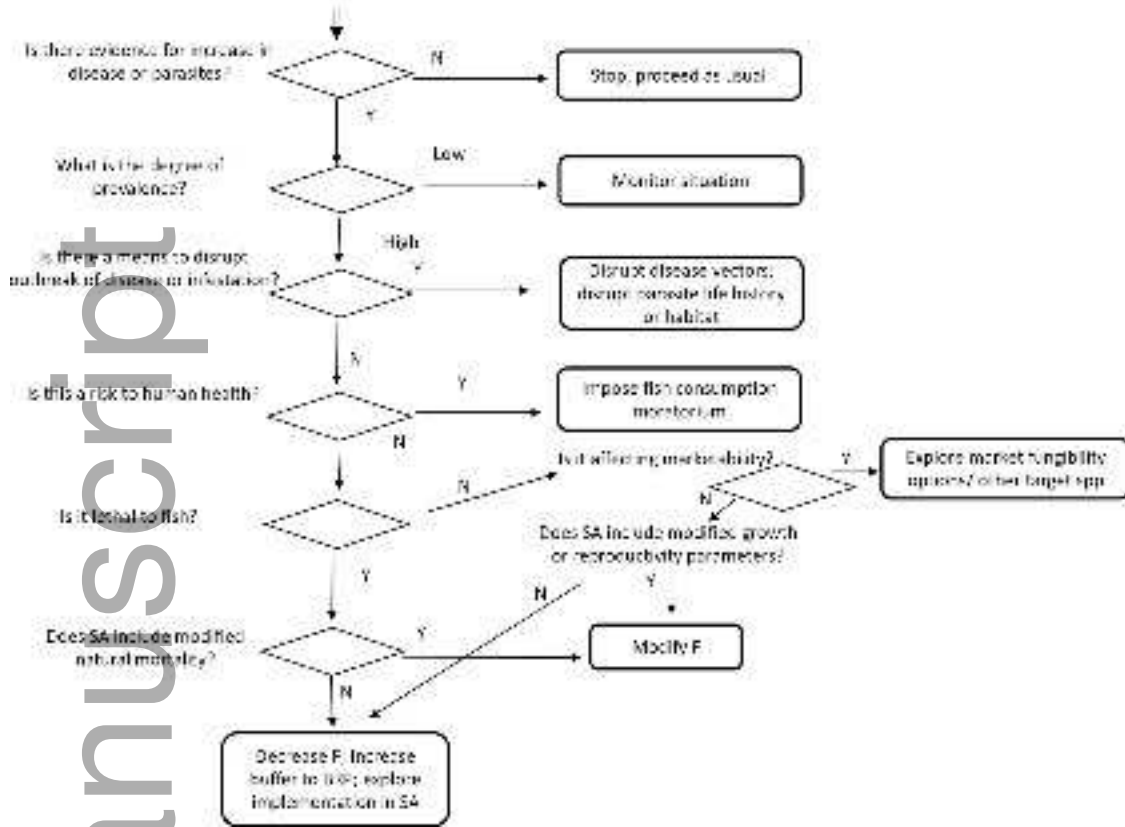 Is there evidence for increase in
disease or parasites?
N
Stop, proceed as usual
Y
What is the degree of
prevalence?
Low
Monitor situation
High
Is there a means to disrupt
outbreak of disease or infestation?
Y
Disrupt disease vectors;
disrupt parasite life history
or habitat
N
Is this a risk to human health?
Y
Impose fish consumption
moratorium
N
Is it affecting marketability?
Y
Explore market fungibility
options/ other target spp
N
Is it lethal to fish?
N
Does SA include modified growth
or reproductivity parameters?
Y
N
Y
Does SA include modified
natural mortality?
Y
Modify F
N
Decrease F; increase
buffer to BRP; explore
implementation in SA
anuscript